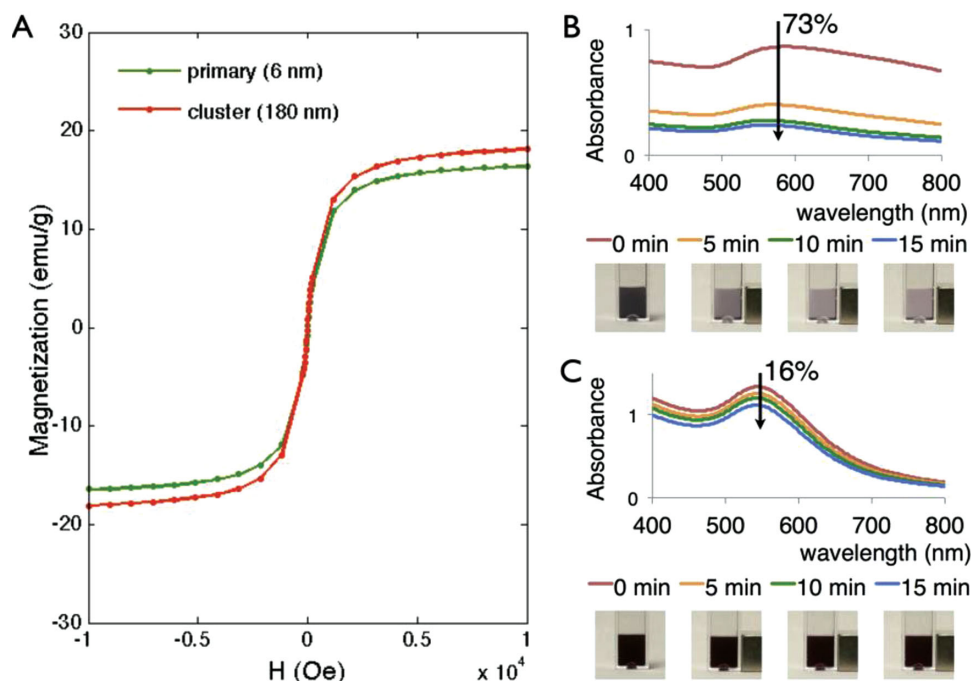 A
30
20
10
0
-10
-20
-30
Magnetization (emu/g)
primary (6 nm)
cluster (180 nm)
-1 -0.5 0 0.5 1
H (Oe) x 10⁴
B
73%
1
0
Absorbance
400 500 600 700 800
wavelength (nm)
0 min 5 min 10 min 15 min
C
16%
1
0
Absorbance
400 500 600 700 800
wavelength (nm)
0 min 5 min 10 min 15 min